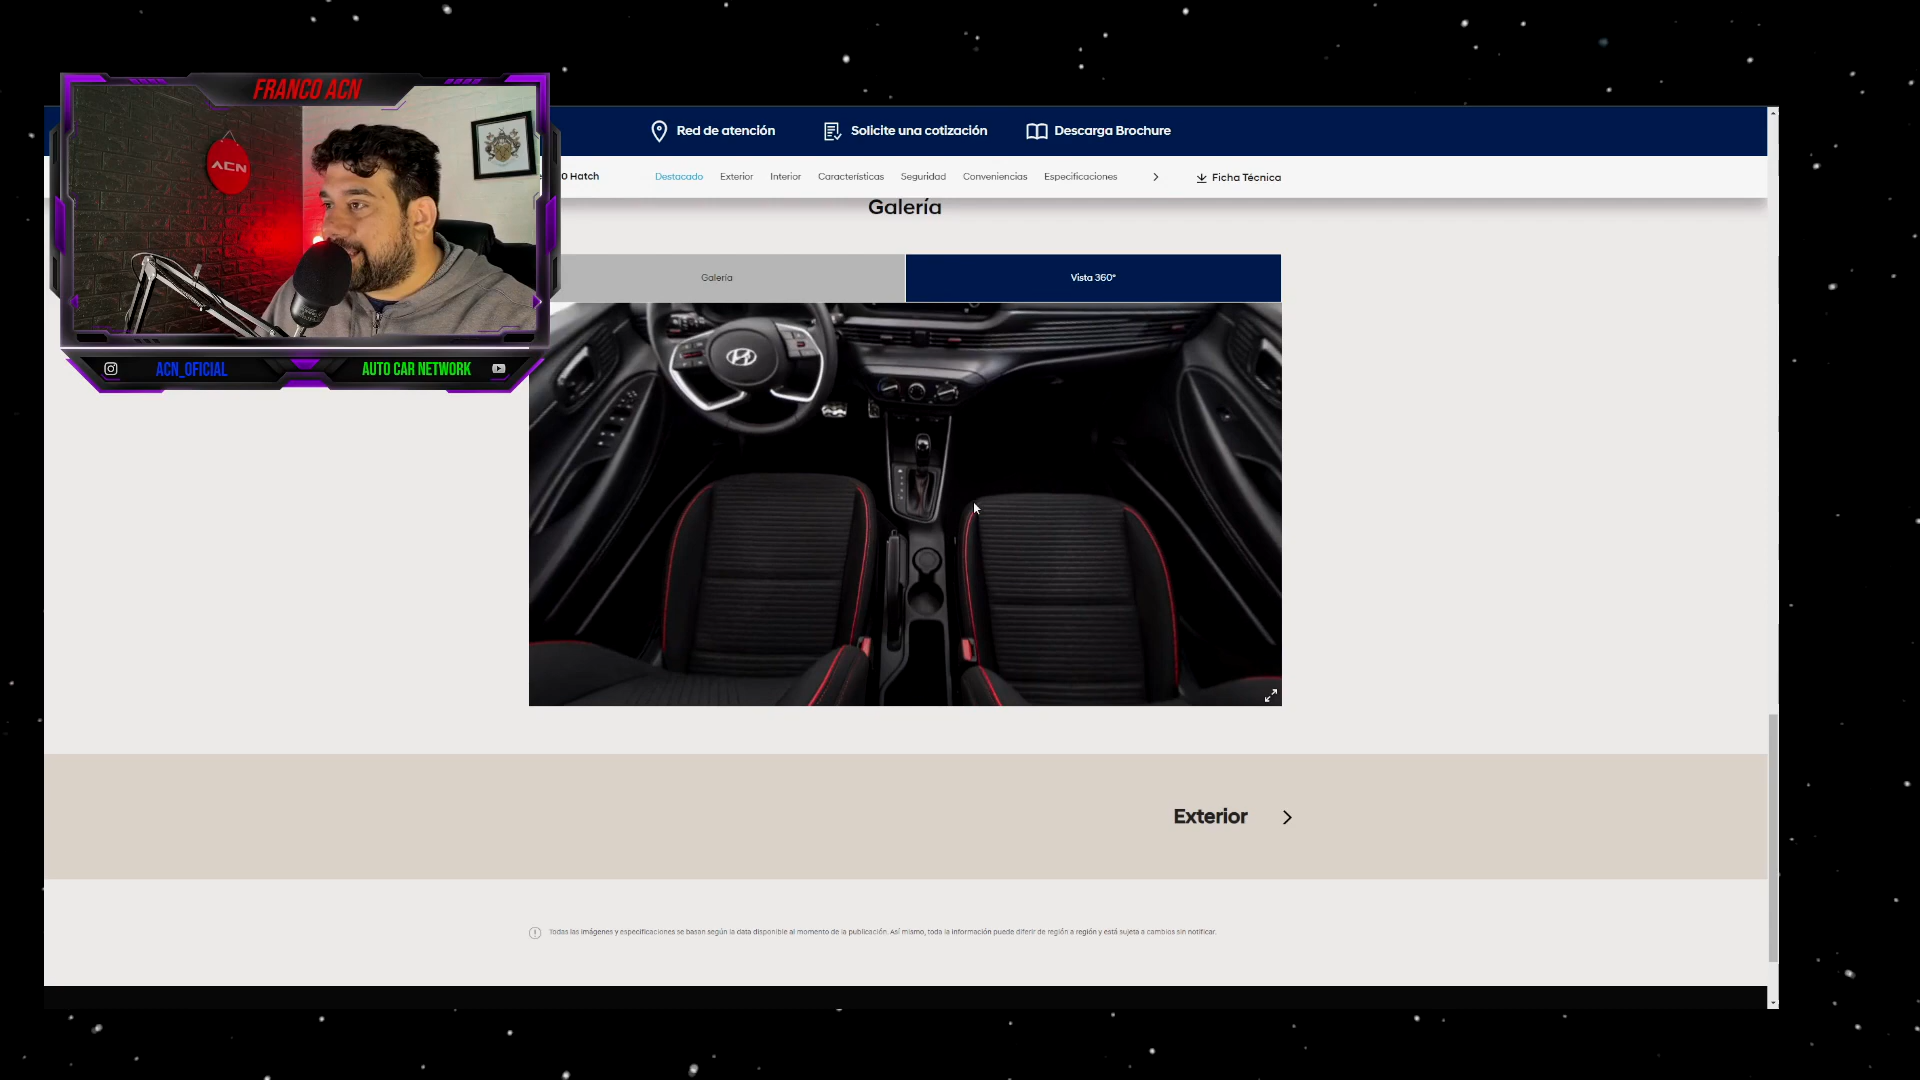 FRANCO ACN
ACN
ACN_OFICIAL
AUTO CAR NETWORK
Red de atención
Solicite una cotización
Descarga Brochure
0 Hatch
Destacado
Exterior
Interior
Características
Seguridad
Conveniencias
Especificaciones
Ficha Técnica
Galería
Galería
Vista 360°
Exterior
Todas las imágenes y especificaciones se basan según la data disponible al momento de la publicación. Así mismo, toda la información puede diferir de región a región y está sujeta a cambios sin notificar.